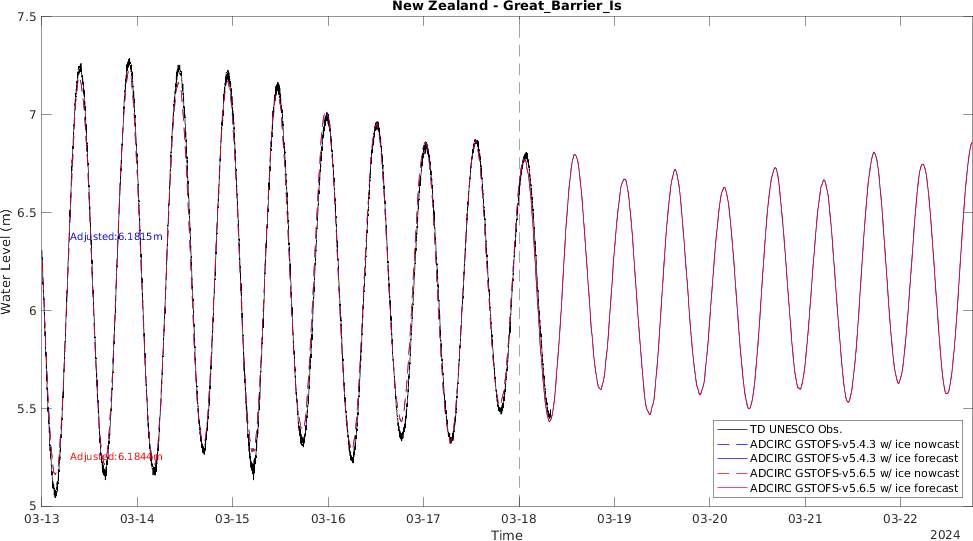 New Zealand - Great_Barrier_Is
7.5
7
6.5
6
5.5
5
Water Level (m)
Adjusted:6.1815m
Adjusted:6.1844m
TD UNESCO Obs.
ADCIRC GSTOFS-v5.4.3 w/ ice nowcast
ADCIRC GSTOFS-v5.4.3 w/ ice forecast
ADCIRC GSTOFS-v5.6.5 w/ ice nowcast
ADCIRC GSTOFS-v5.6.5 w/ ice forecast
03-13 03-14 03-15 03-16 03-17 03-18 03-19 03-20 03-21 03-22
Time
2024